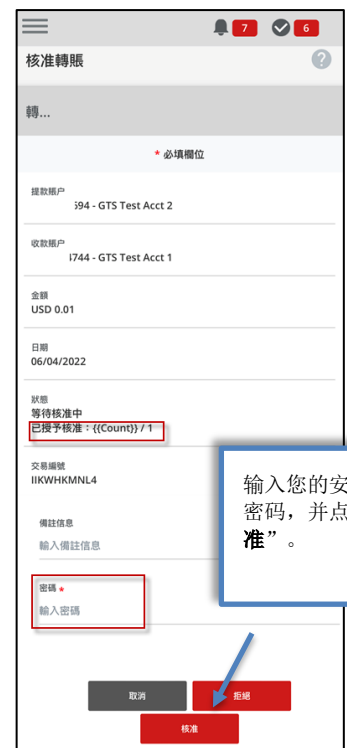 7
6
核准轉賬
轉...
* 必填欄位
提款賬户
594 - GTS Test Acct 2
收款賬户
4744 - GTS Test Acct 1
金額
USD 0.01
日期
06/04/2022
狀態
等待核准中
已授予核准：{{Count}} / 1
交易編號
IIKWHKMNL4
備註信息
輸入備註信息
密碼 *
輸入密碼
输入您的安
密码，并点
准”。
取消
拒絕
核准